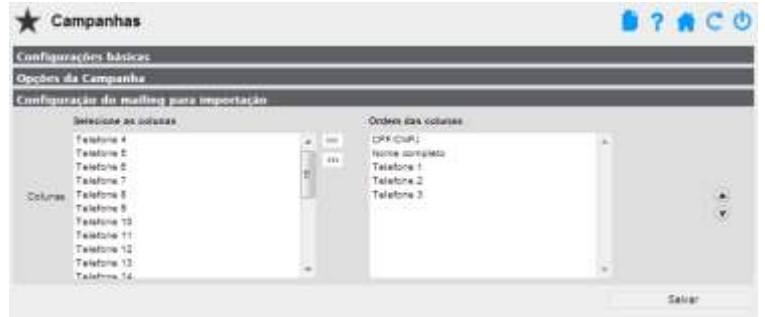 Campanhas
Configurações básicas
Opções da Campanha
Configuração do mailing para importação
Selecione as colunas
Ordem das colunas
Colunas
Telefone 4
Telefone 5
Telefone 6
Telefone 7
Telefone 8
Telefone 9
Telefone 10
Telefone 11
Telefone 12
Telefone 13
Telefone 14
CPF/CNPJ
Nome completo
Telefone 1
Telefone 2
Telefone 3
Salvar